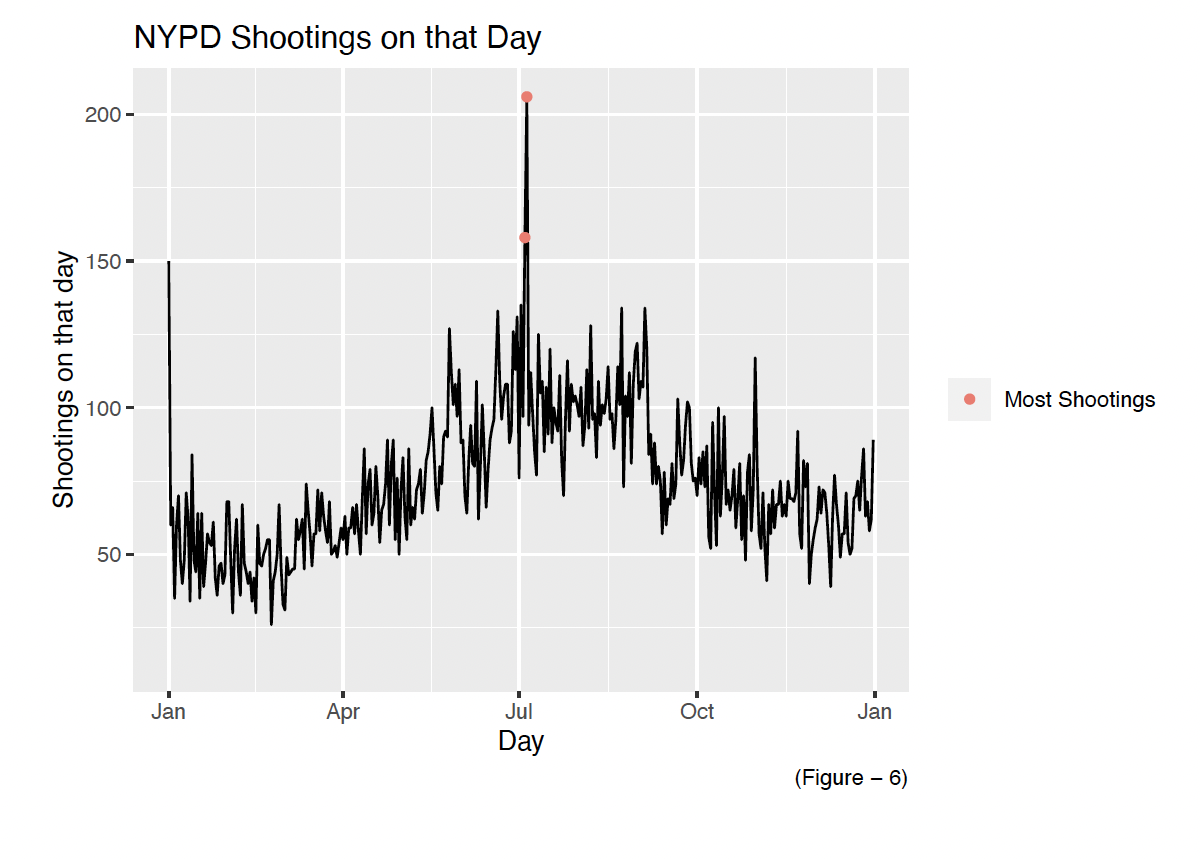 NYPD Shootings on that Day
Shootings on that day
200
150
100
50
Jan
Apr
Jul
Oct
Jan
Day
Most Shootings
(Figure – 6)